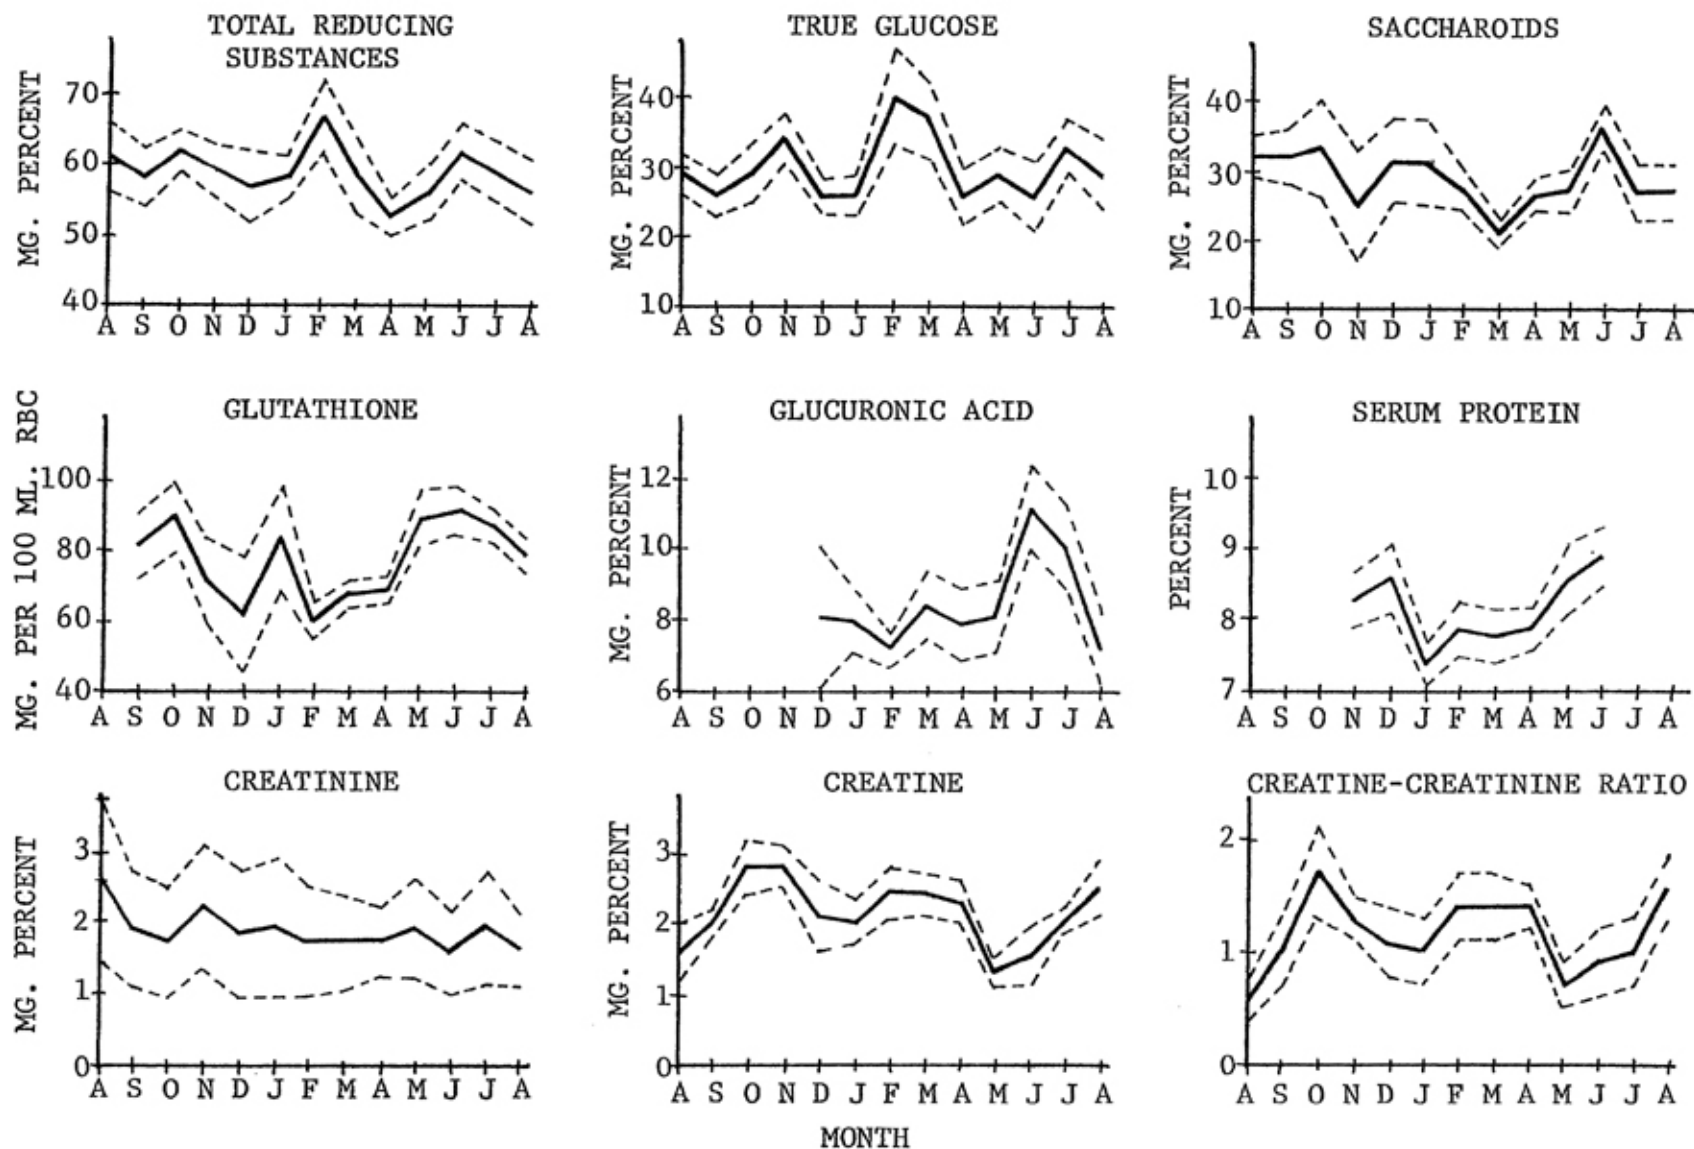 TOTAL REDUCING
SUBSTANCES
MG. PERCENT
70
60
50
40
A S O N D J F M A M J J A
TRUE GLUCOSE
MG. PERCENT
40
30
20
10
A S O N D J F M A M J J A
SACCHAROIDS
MG. PERCENT
40
30
20
10
A S O N D J F M A M J J A
GLUTATHIONE
MG. PER 100 ML. RBC
100
80
60
40
A S O N D J F M A M J J A
GLUCURONIC ACID
MG. PERCENT
12
10
8
6
A S O N D J F M A M J J A
SERUM PROTEIN
PERCENT
10
9
8
7
A S O N D J F M A M J J A
CREATININE
MG. PERCENT
3
2
1
0
A S O N D J F M A M J J A
CREATINE
MG. PERCENT
3
2
1
0
A S O N D J F M A M J J A
CREATINE-CREATININE RATIO
2
1
0
A S O N D J F M A M J J A
MONTH